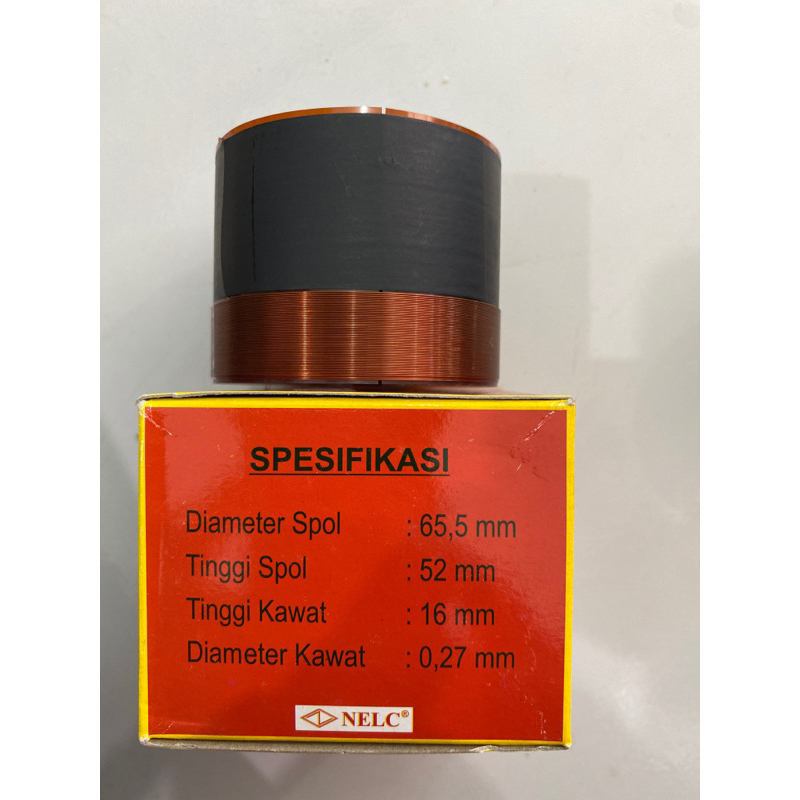 SPESIFIKASI
Diameter Spol : 65,5 mm
Tinggi Spol : 52 mm
Tinggi Kawat : 16 mm
Diameter Kawat : 0,27 mm
NELC®